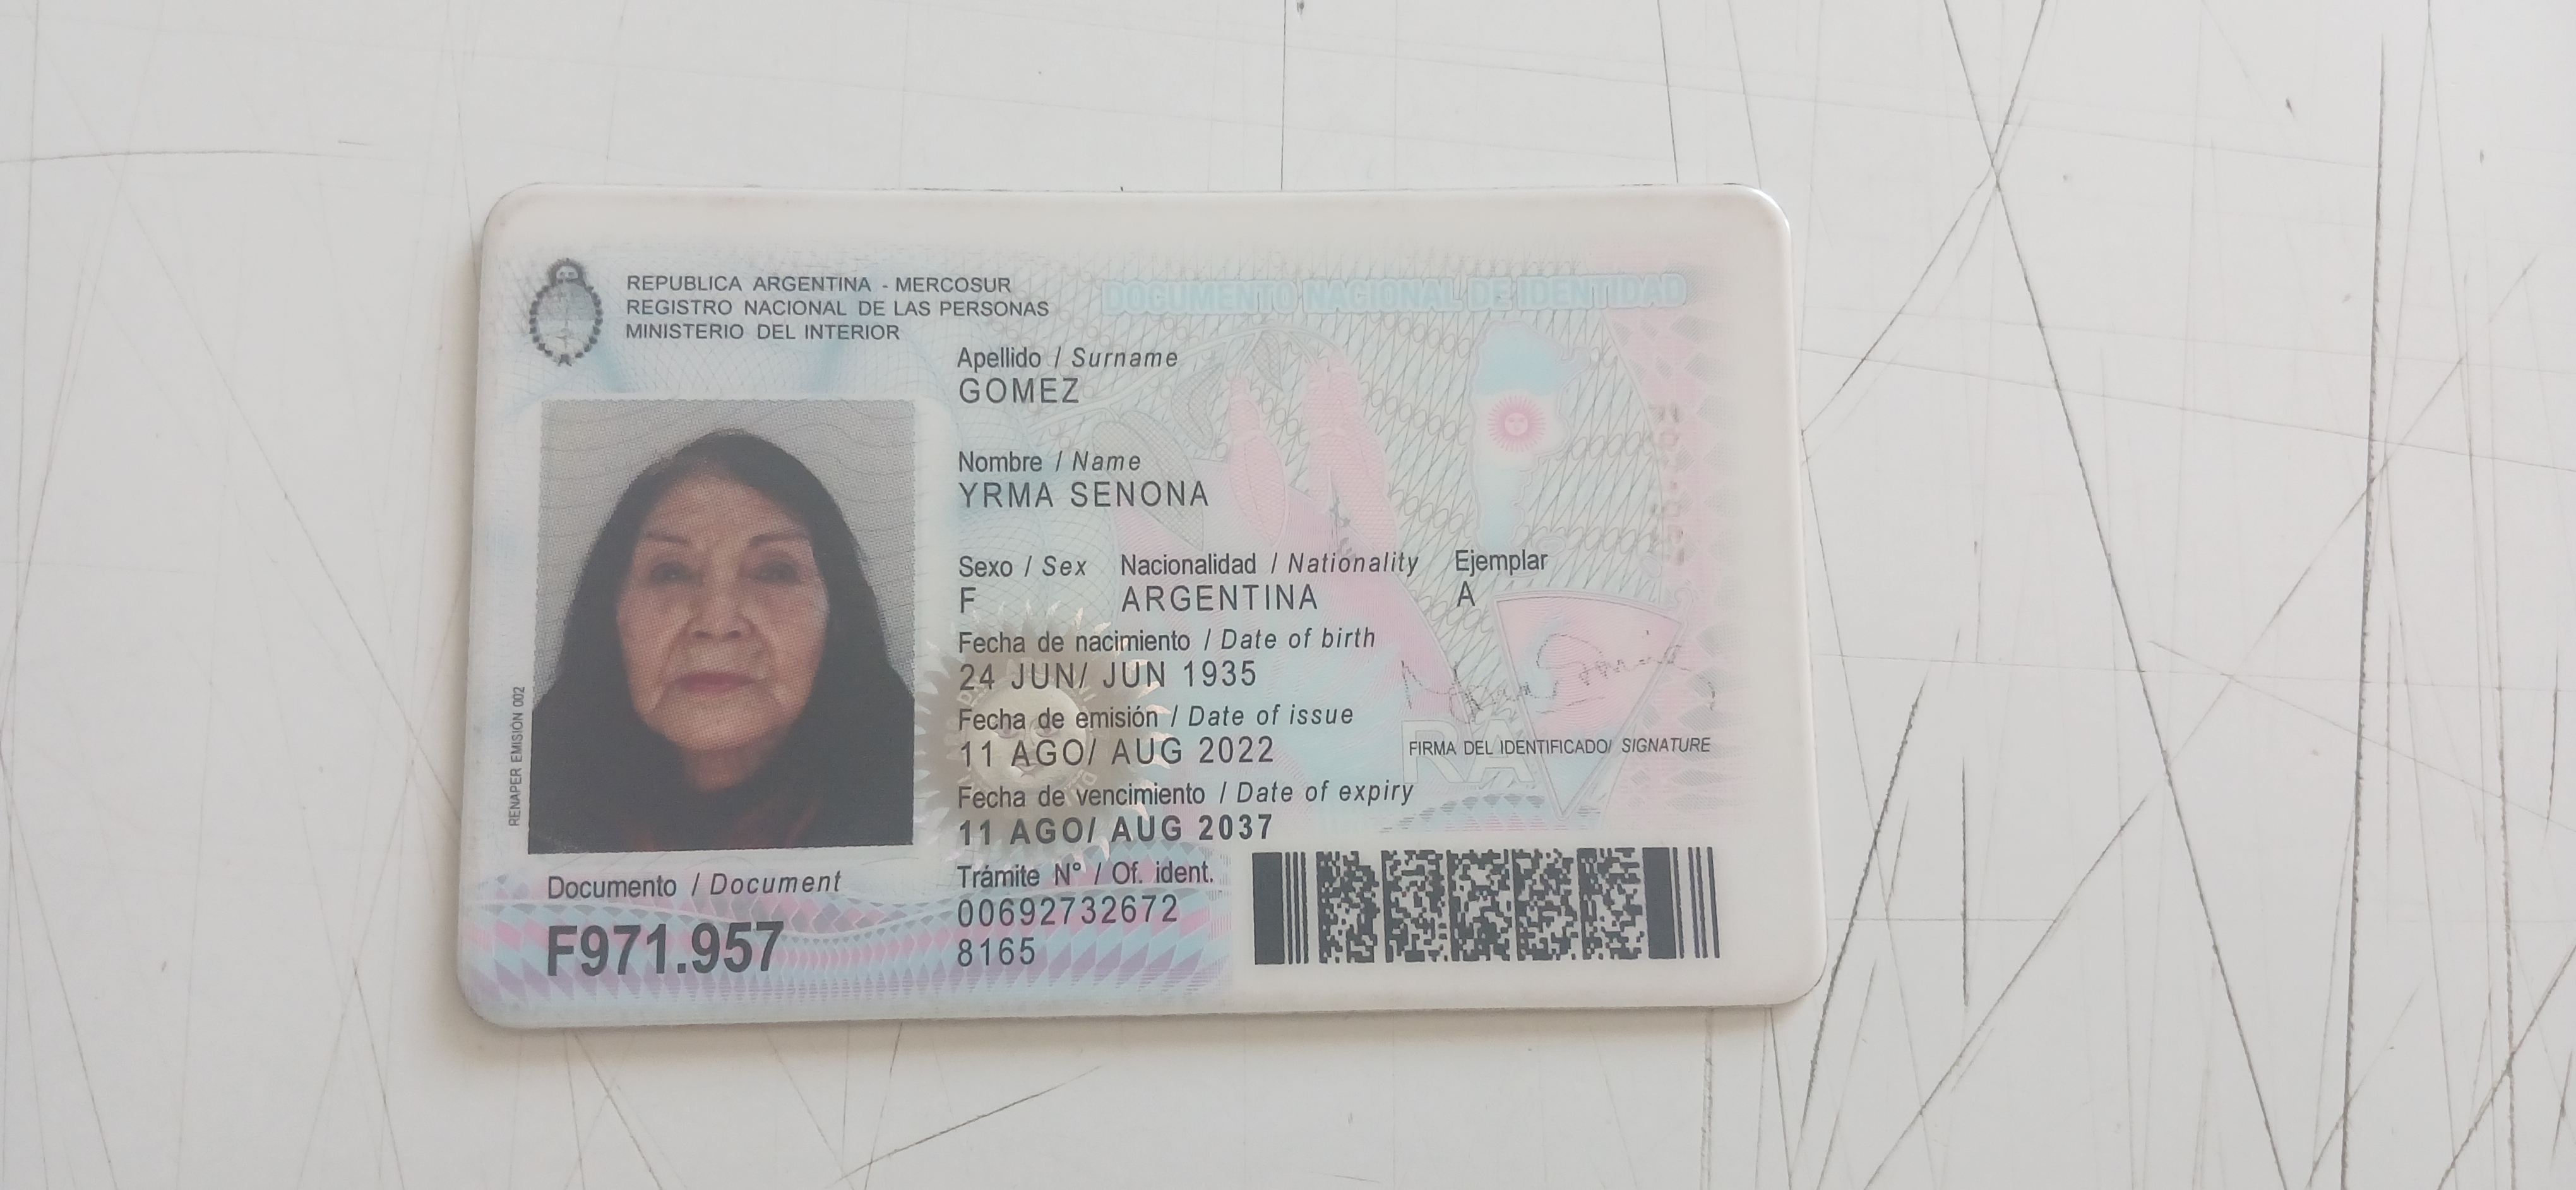 REPUBLICA ARGENTINA - MERCOSUR
REGISTRO NACIONAL DE LAS PERSONAS
MINISTERIO DEL INTERIOR
DOCUMENTO NACIONAL DE IDENTIDAD
Apellido / Surname
GOMEZ
Nombre / Name
YRMA SENONA
Sexo / Sex Nacionalidad / Nationality Ejemplar
F ARGENTINA A
Fecha de nacimiento / Date of birth
24 JUN/ JUN 1935
Fecha de emisión / Date of issue
11 AGO/ AUG 2022
Fecha de vencimiento / Date of expiry
11 AGO/ AUG 2037
FIRMA DEL IDENTIFICADO/ SIGNATURE
RENAPER EMISIÓN 002
Documento / Document
F971.957
Trámite N° / Of. ident.
00692732672
8165